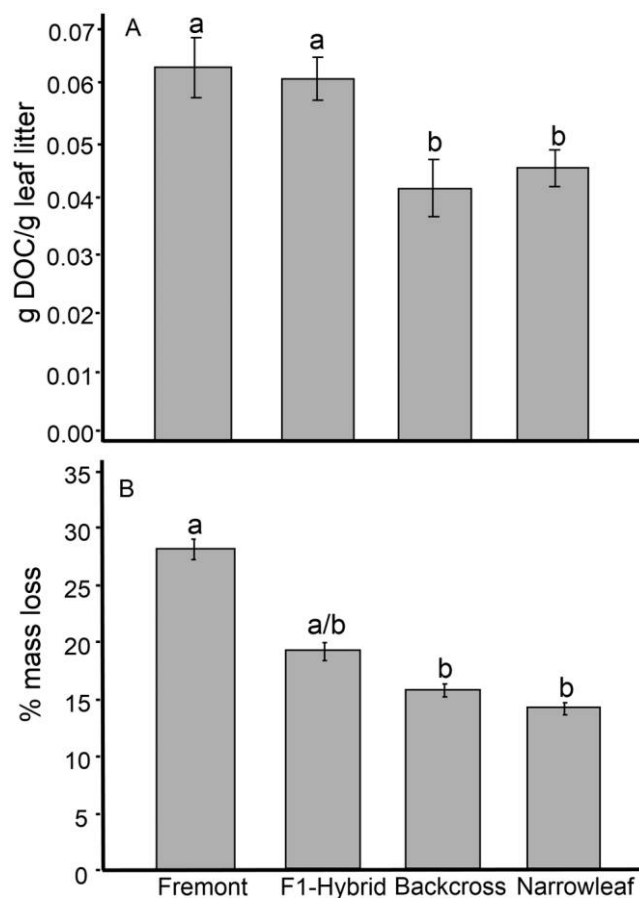 A
g DOC/g leaf litter
0.07
0.06
0.05
0.04
0.03
0.02
0.01
0.00
a
a
b
b
B
% mass loss
35
30
25
20
15
10
5
0
a
a/b
b
b
Fremont F1-Hybrid Backcross Narrowleaf